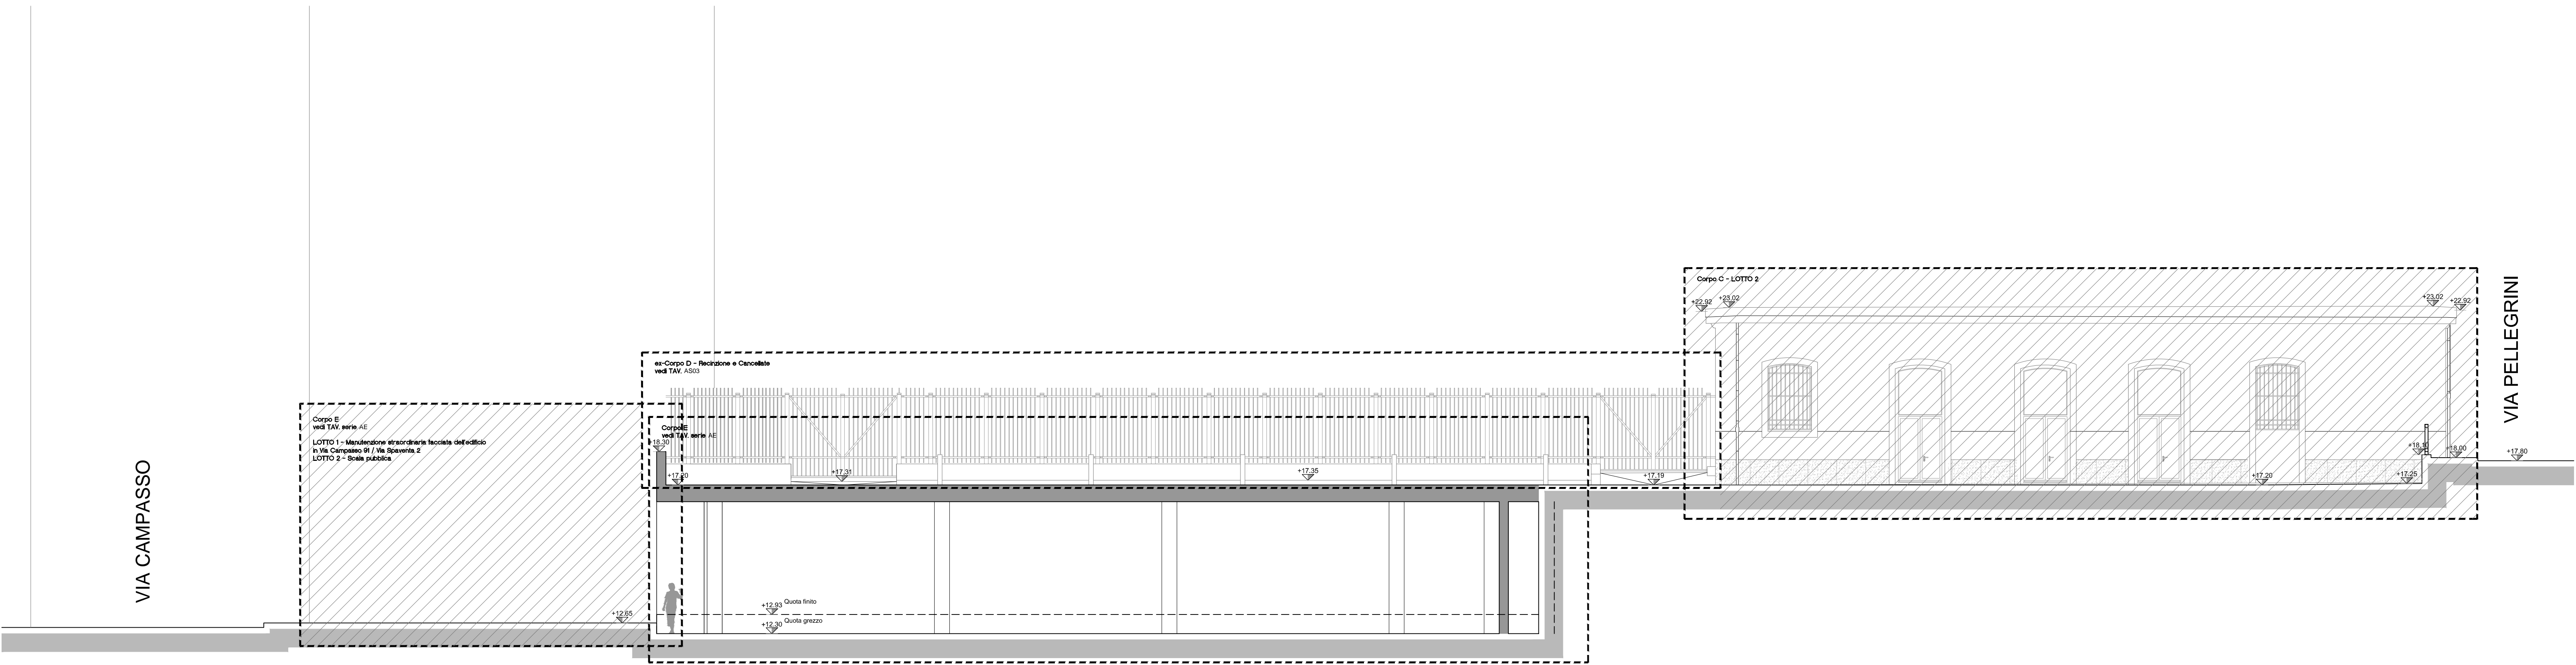 VIA CAMPASSO
Corpo E
vedi TAV. serie AE
LOTTO 1 - Manutenzione straordinaria facciata dell'edificio
in Via Campasso 91 / Via Spaventa 2
LOTTO 2 - Scala pubblica
+12.65
ex-Corpo D - Recinzione e Cancellate
vedi TAV. AS03
Corpo E
vedi TAV. serie AE
+18.30
+17.20
+17.31
+17.35
+17.19
+12.93 Quota finito
+12.30 Quota grezzo
Corpo C - LOTTO 2
+22.92
+23.02
+23.02
+22.92
+18.10
+18.00
+17.20
+17.25
+17.80
VIA PELLEGRINI